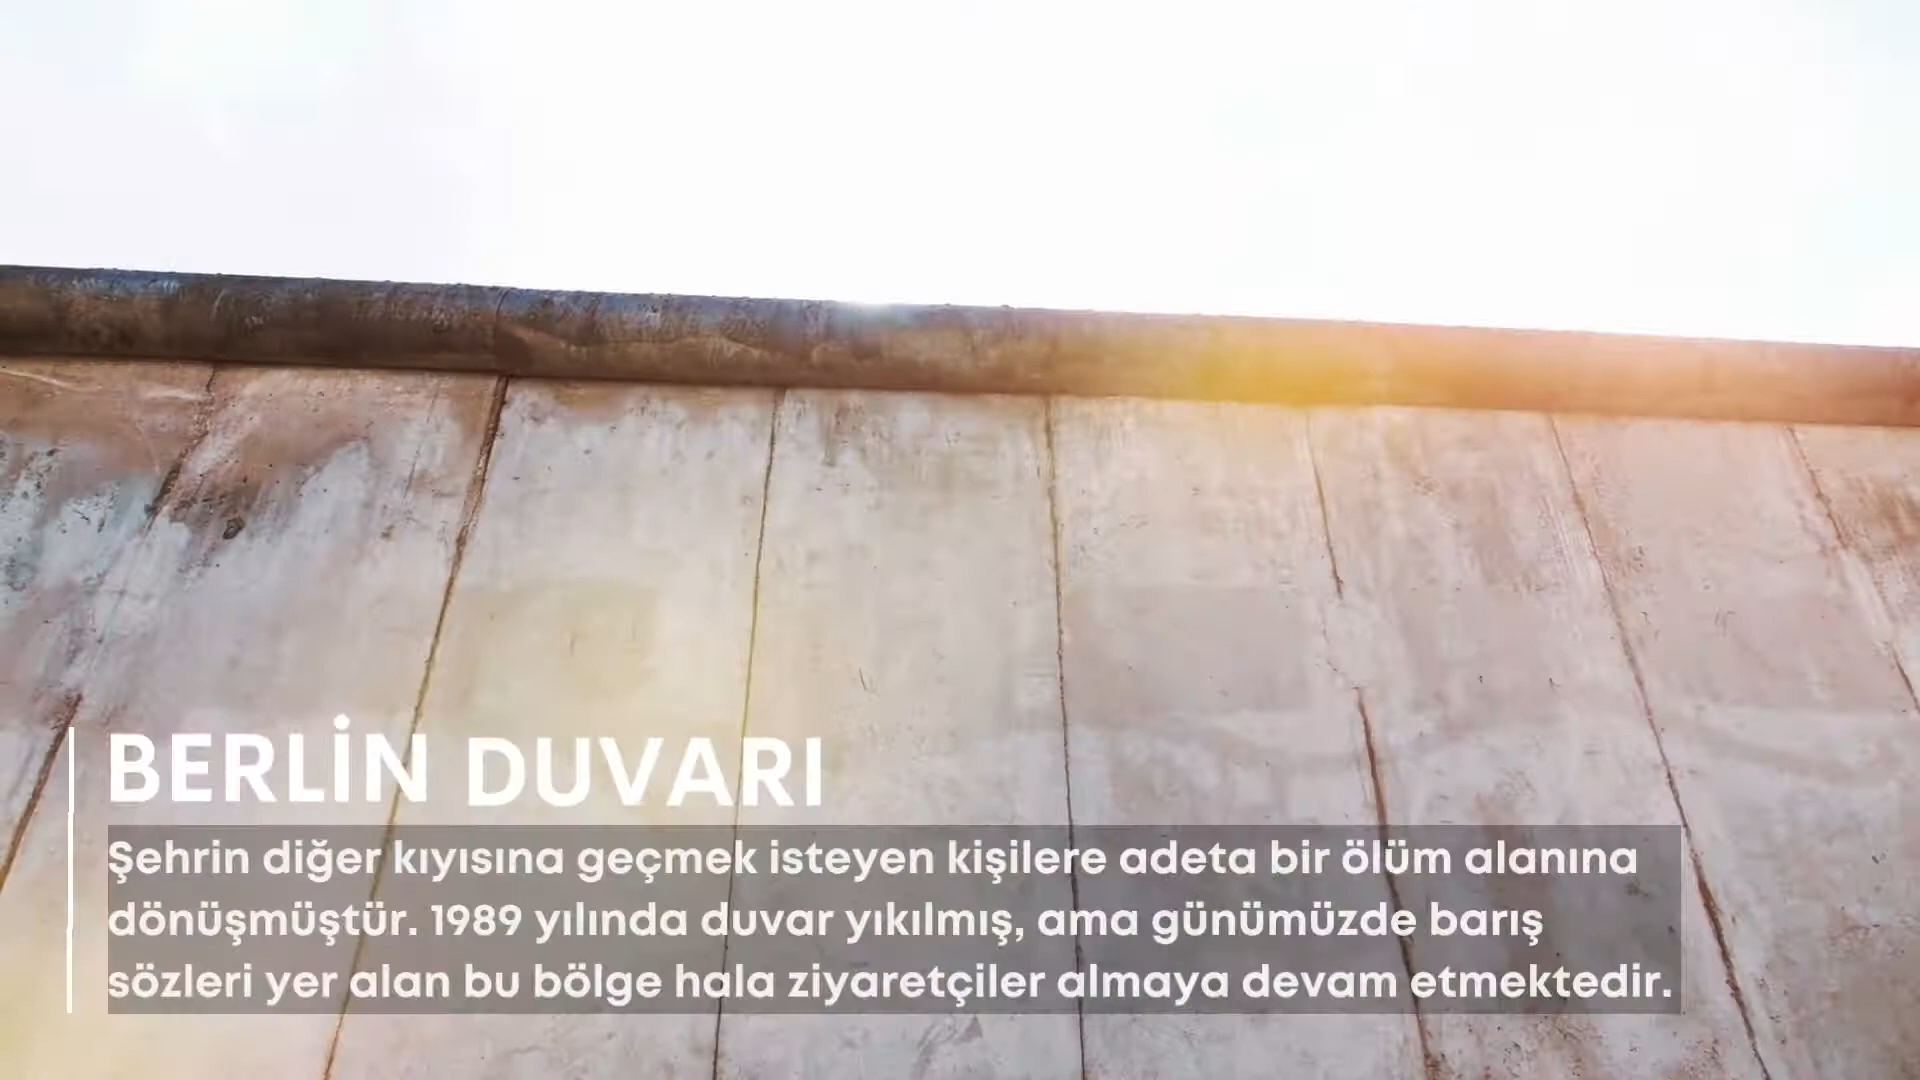 BERLİN DUVARI
Şehrin diğer kıyısına geçmek isteyen kişilere adeta bir ölüm alanına
dönüşmüştür. 1989 yılında duvar yıkılmış, ama günümüzde barış
sözleri yer alan bu bölge hala ziyaretçiler almaya devam etmektedir.